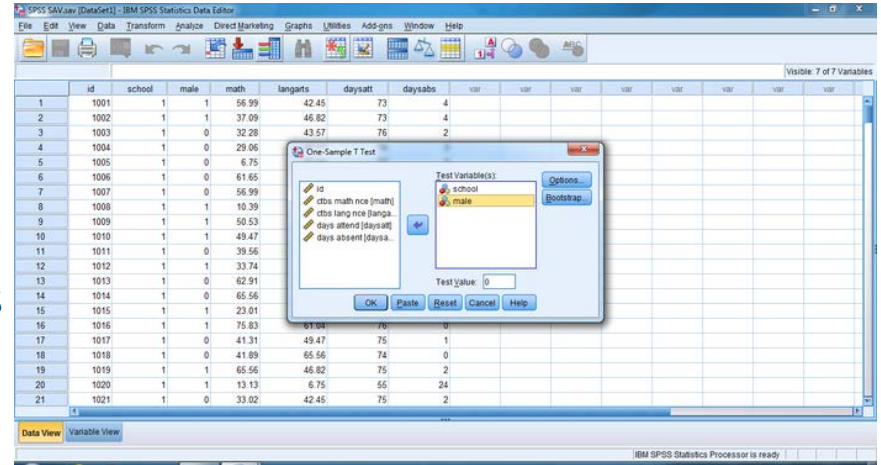 SPSS SAV.sav [DataSet1] - IBM SPSS Statistics Data Editor
File Edit View Data Transform Analyze Direct Marketing Graphs Utilities Add-ons Window Help
Visible: 7 of 7 Variables
id school male math langarts daysatt daysabs var var var var var var var
1 1001 1 1 56.99 42.45 73 4
2 1002 1 1 37.09 46.82 73 4
3 1003 1 0 32.28 43.57 76 2
4 1004 1 0 29.06
5 1005 1 0 6.75
6 1006 1 0 61.65
7 1007 1 0 56.99
8 1008 1 1 10.39
9 1009 1 1 50.53
10 1010 1 1 49.47
11 1011 1 0 39.56
12 1012 1 1 33.74
13 1013 1 0 62.91
14 1014 1 0 65.56
15 1015 1 1 23.01
16 1016 1 1 75.83 61.04 76 0
17 1017 1 0 41.31 49.47 75 1
18 1018 1 0 41.89 65.56 74 0
19 1019 1 1 65.56 46.82 75 2
20 1020 1 1 13.13 6.75 55 24
21 1021 1 0 33.02 42.45 75 2
One-Sample T Test
id
ctbs math nce [math]
ctbs lang nce [langa...
days attend [daysatt]
days absent [daysa...
Test Variable(s):
school
male
Options...
Bootstrap...
Test Value: 0
OK Paste Reset Cancel Help
Data View Variable View
IBM SPSS Statistics Processor is ready